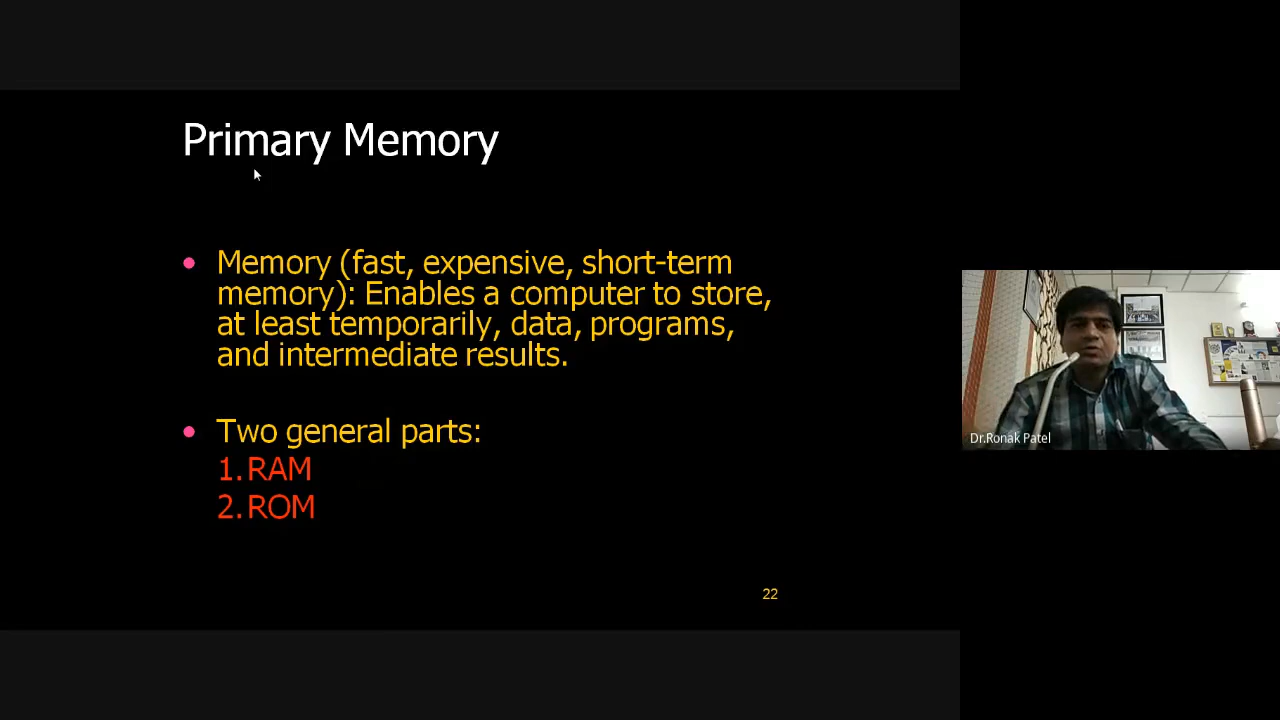 Primary Memory
• Memory (fast, expensive, short-term
memory): Enables a computer to store,
at least temporarily, data, programs,
and intermediate results.
• Two general parts:
1. RAM
2. ROM
22
Dr.Ronak Patel